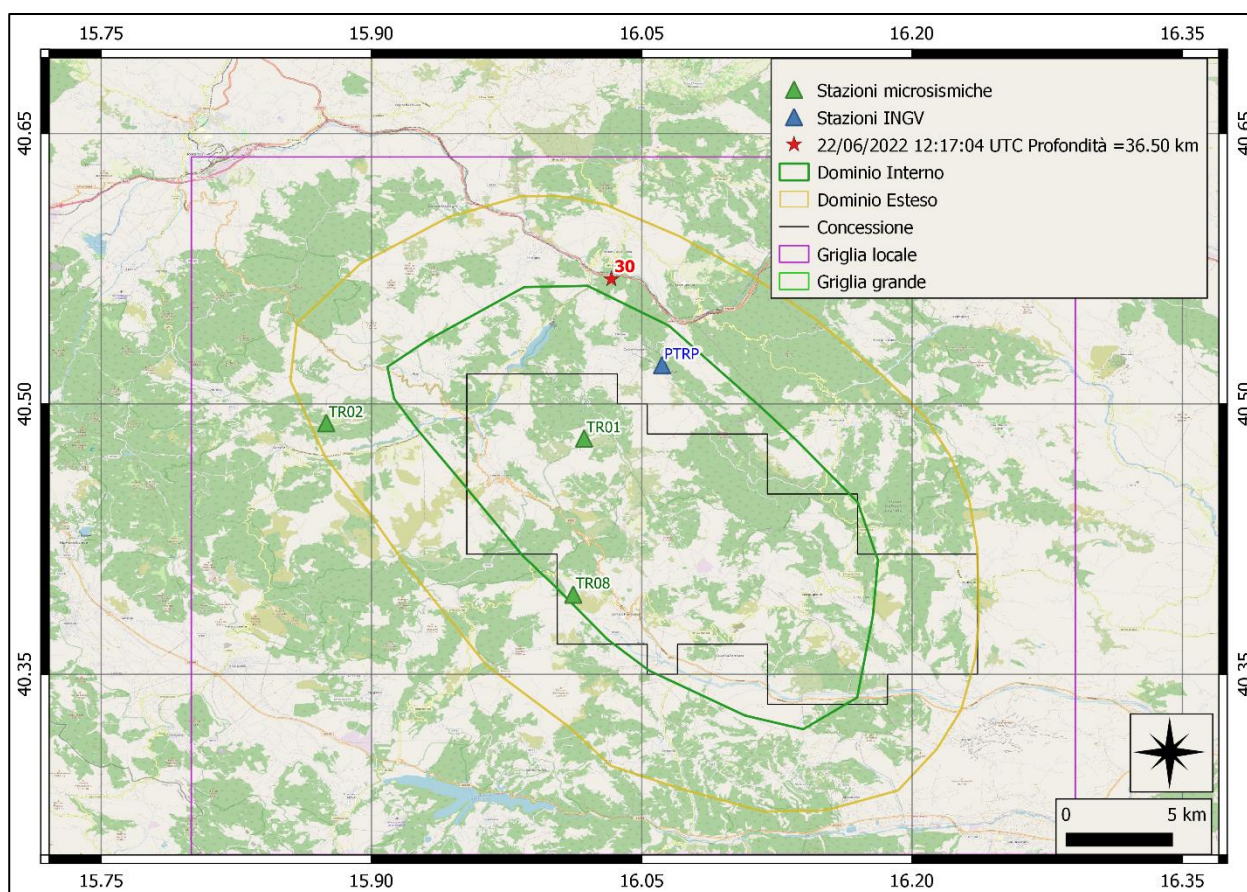 15.75 15.90 16.05 16.20 16.35
Stazioni microsismiche
Stazioni INGV
22/06/2022 12:17:04 UTC Profondità =36.50 km
Dominio Interno
Dominio Esteso
Concessione
Griglia locale
Griglia grande
40.65 40.65
30
PTRP
40.50 40.50
TR02
TR01
TR08
40.35 40.35
0 5 km
15.75 15.90 16.05 16.20 16.35